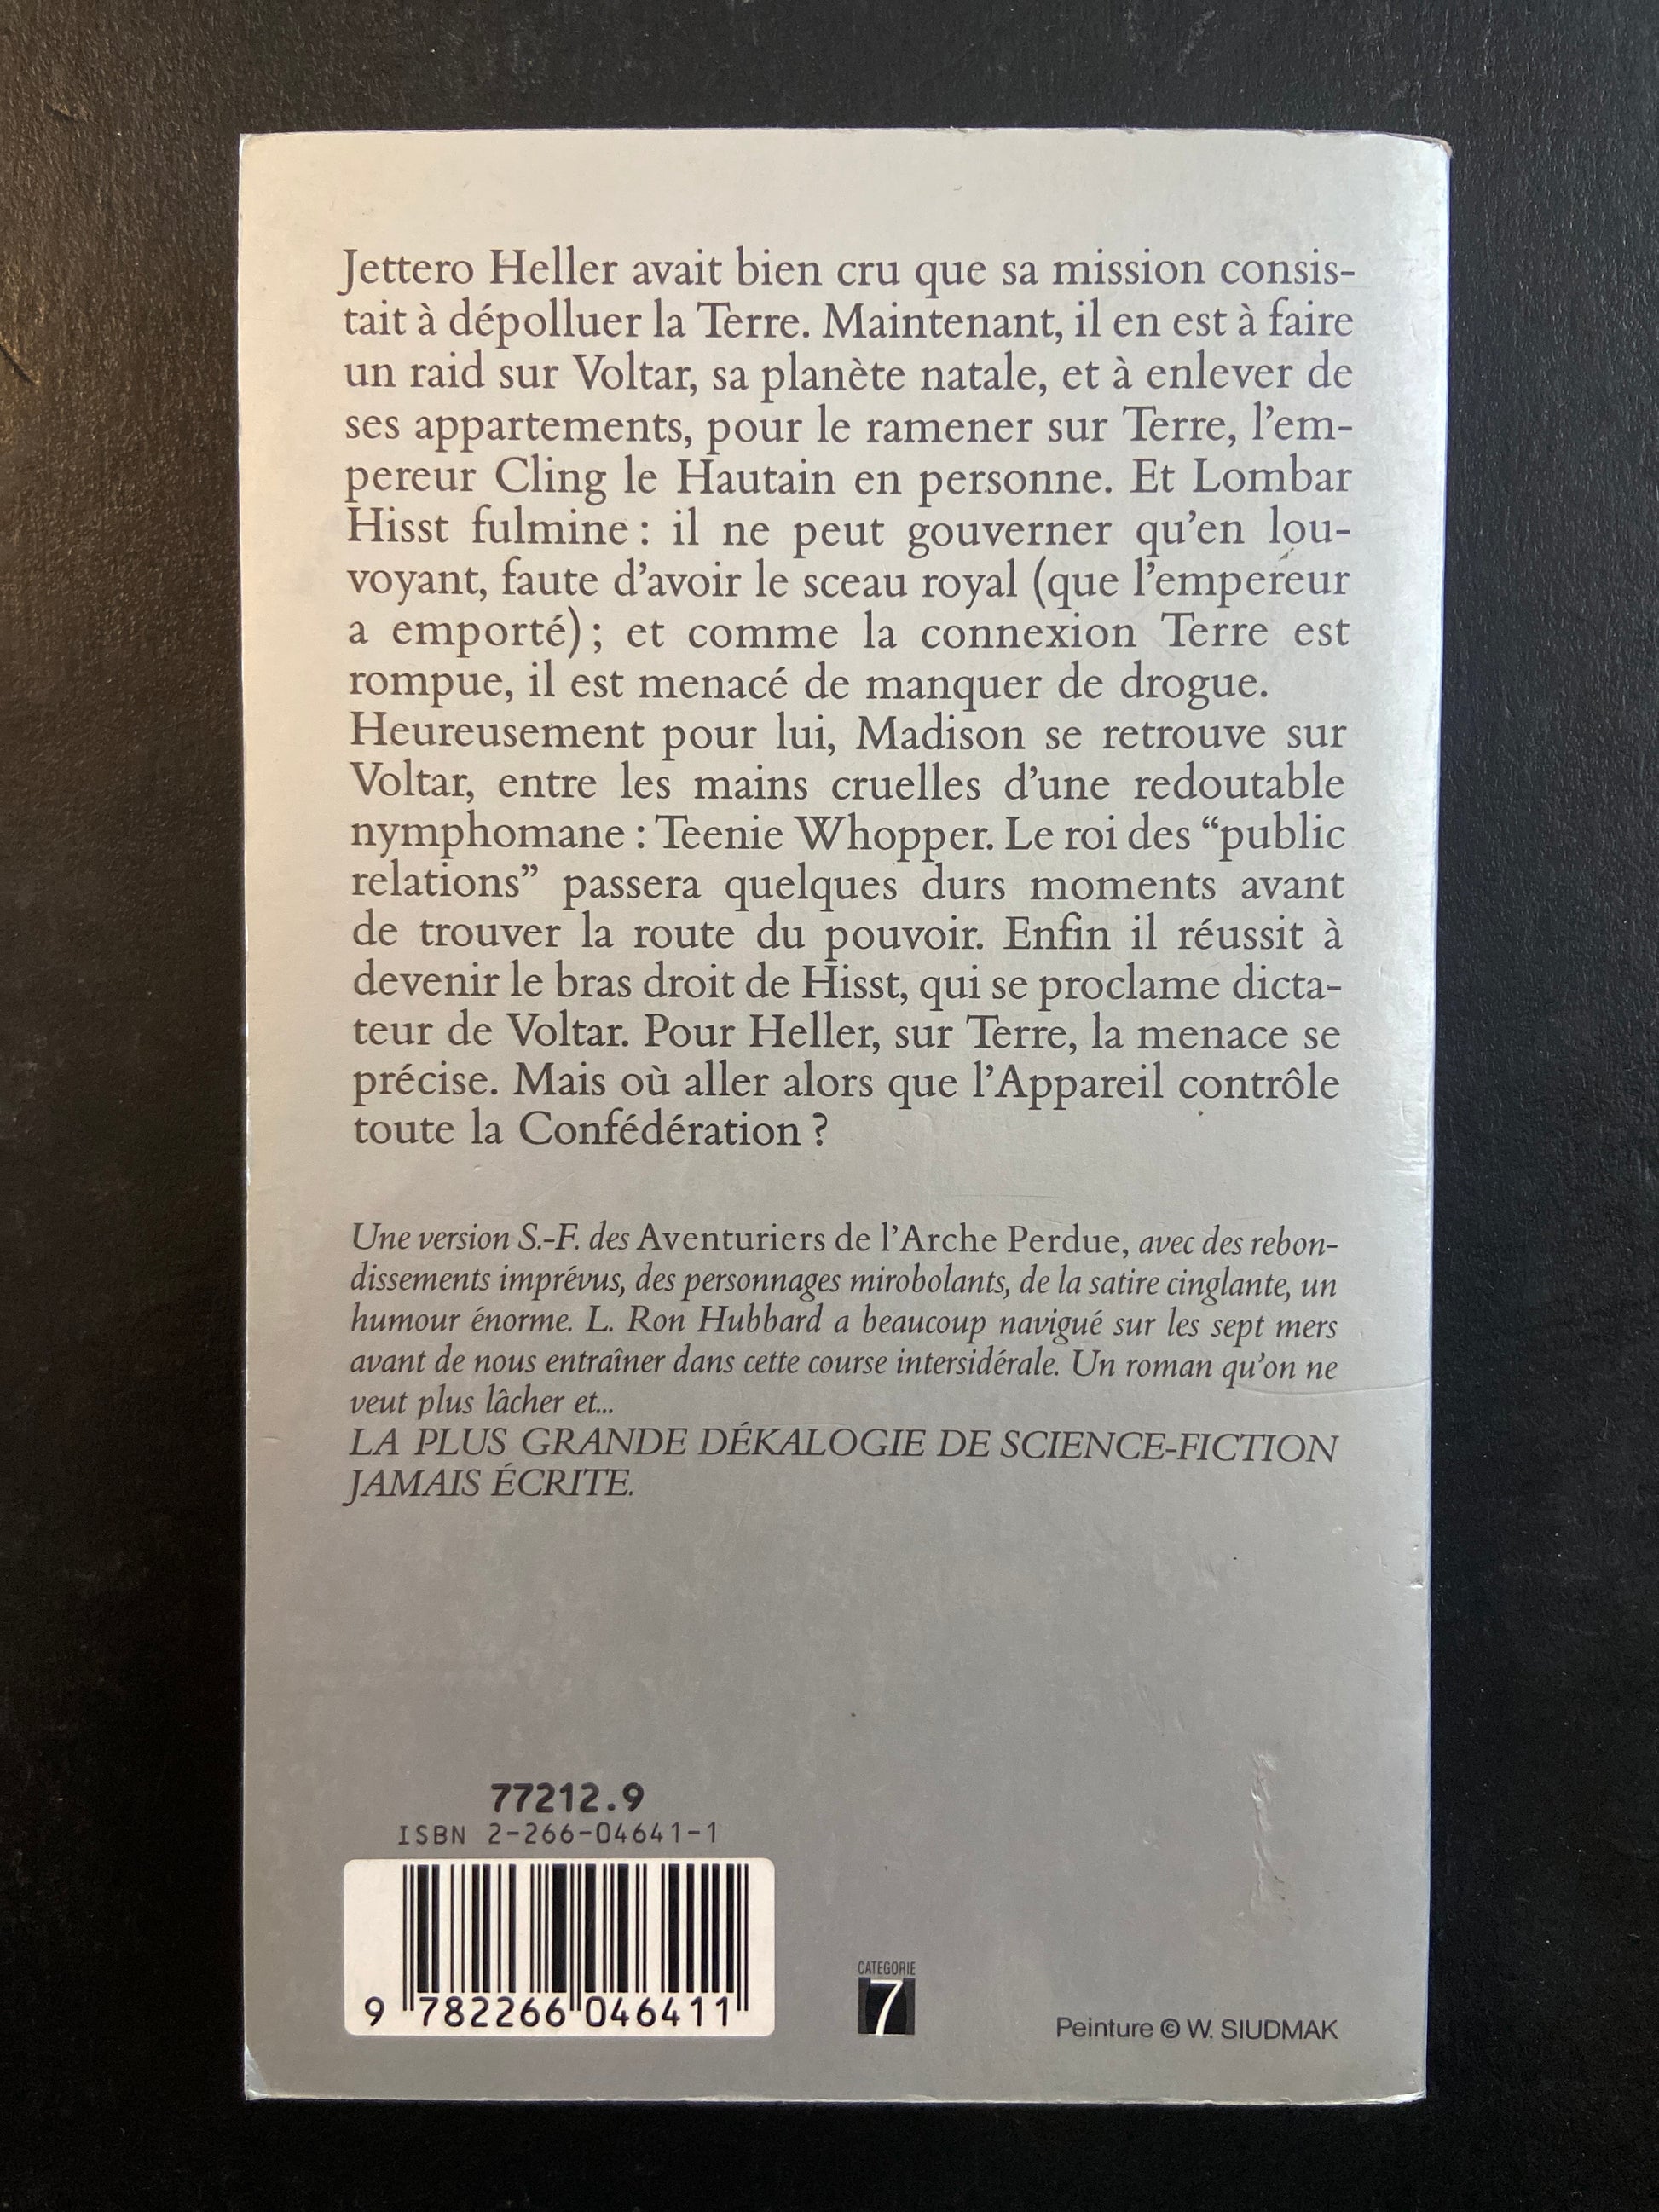 Jettero Heller avait bien cru que sa mission consis-
tait à dépolluer la Terre. Maintenant, il en est à faire
un raid sur Voltar, sa planète natale, et à enlever de
ses appartements, pour le ramener sur Terre, l'em-
pereur Cling le Hautain en personne. Et Lombar
Hisst fulmine : il ne peut gouverner qu'en lou-
voyant, faute d'avoir le sceau royal (que l'empereur
a emporté) ; et comme la connexion Terre est
rompue, il est menacé de manquer de drogue.
Heureusement pour lui, Madison se retrouve sur
Voltar, entre les mains cruelles d'une redoutable
nymphomane : Teenie Whopper. Le roi des “public
relations” passera quelques durs moments avant
de trouver la route du pouvoir. Enfin il réussit à
devenir le bras droit de Hisst, qui se proclame dicta-
teur de Voltar. Pour Heller, sur Terre, la menace se
précise. Mais où aller alors que l'Appareil contrôle
toute la Confédération ?
Une version S.-F. des Aventuriers de l'Arche Perdue, avec des rebon-
dissements imprévus, des personnages mirobolants, de la satire cinglante, un
humour énorme. L. Ron Hubbard a beaucoup navigué sur les sept mers
avant de nous entraîner dans cette course intersidérale. Un roman qu'on ne
veut plus lâcher et...
LA PLUS GRANDE DÉKALOGIE DE SCIENCE-FICTION
JAMAIS ÉCRITE.
77212.9
ISBN 2-266-04641-1
9 782266 046411
CATEGORIE
7
Peinture © W. SIUDMAK